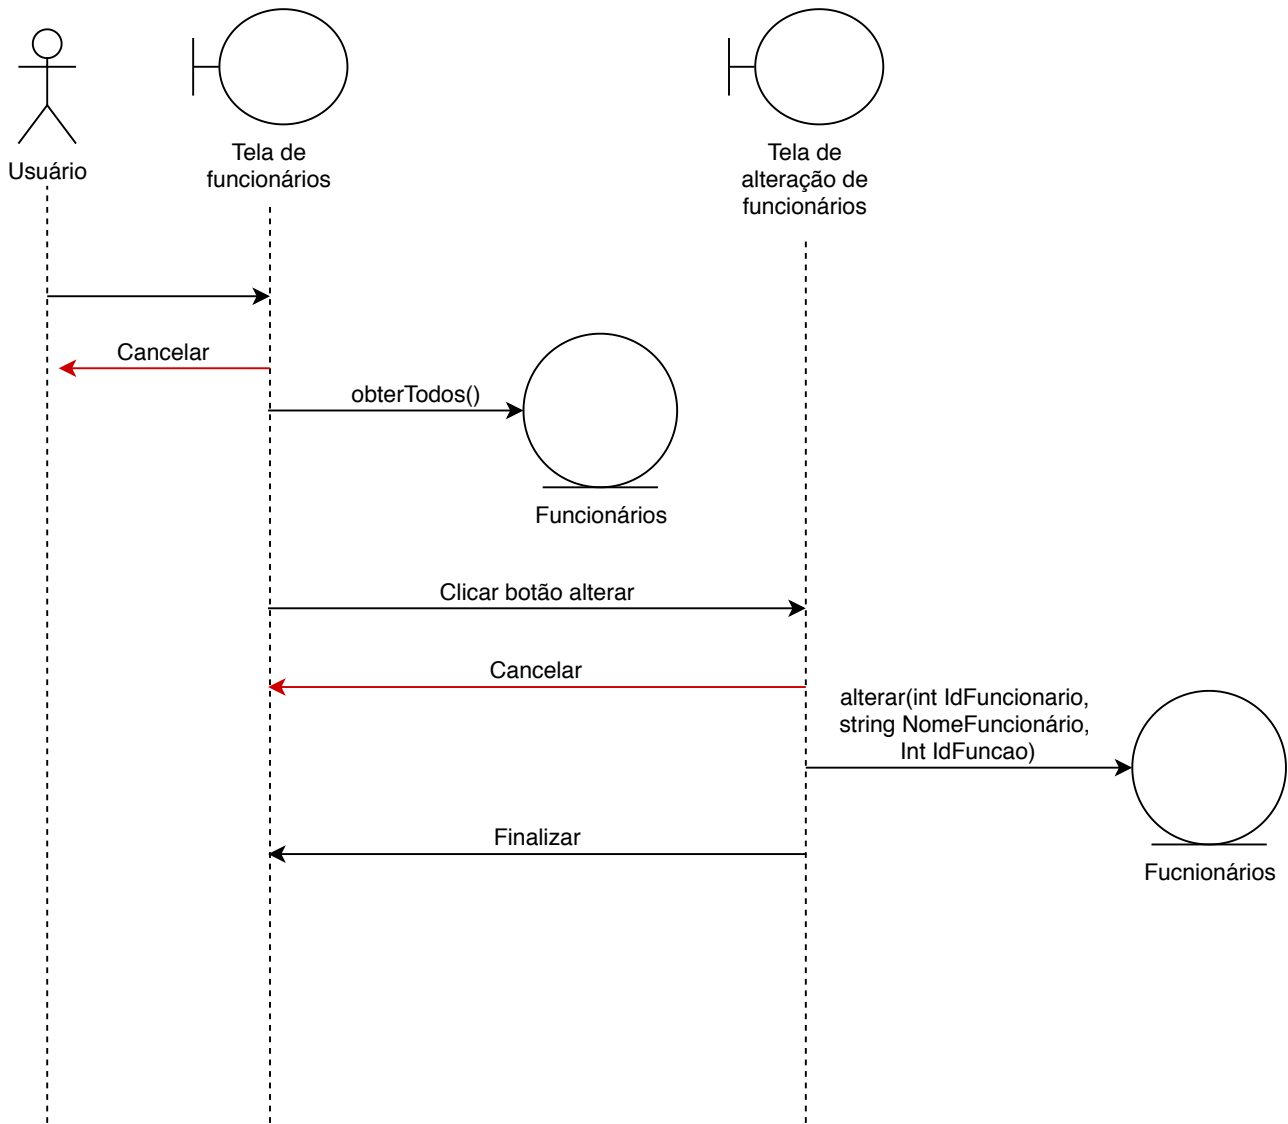 Usuário
Tela de
funcionários
Tela de
alteração de
funcionários
Cancelar
obterTodos()
Funcionários
Clicar botão alterar
Cancelar
alterar(int IdFuncionario,
string NomeFuncionário,
Int IdFuncao)
Finalizar
Fucnionários